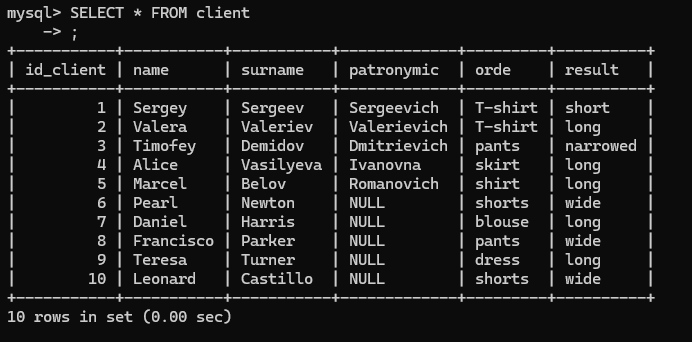 mysql> SELECT * FROM client
    -> ;
+-----------+-----------+-----------+-------------+---------+----------+
| id_client | name      | surname   | patronymic  | orde    | result   |
+-----------+-----------+-----------+-------------+---------+----------+
|         1 | Sergey    | Sergeev   | Sergeevich  | T-shirt | short    |
|         2 | Valera    | Valeriev  | Valerievich | T-shirt | long     |
|         3 | Timofey   | Demidov   | Dmitrievich | pants   | narrowed |
|         4 | Alice     | Vasilyeva | Ivanovna    | skirt   | long     |
|         5 | Marcel    | Belov     | Romanovich  | shirt   | long     |
|         6 | Pearl     | Newton    | NULL        | shorts  | wide     |
|         7 | Daniel    | Harris    | NULL        | blouse  | long     |
|         8 | Francisco | Parker    | NULL        | pants   | wide     |
|         9 | Teresa    | Turner    | NULL        | dress   | long     |
|        10 | Leonard   | Castillo  | NULL        | shorts  | wide     |
+-----------+-----------+-----------+-------------+---------+----------+
10 rows in set (0.00 sec)